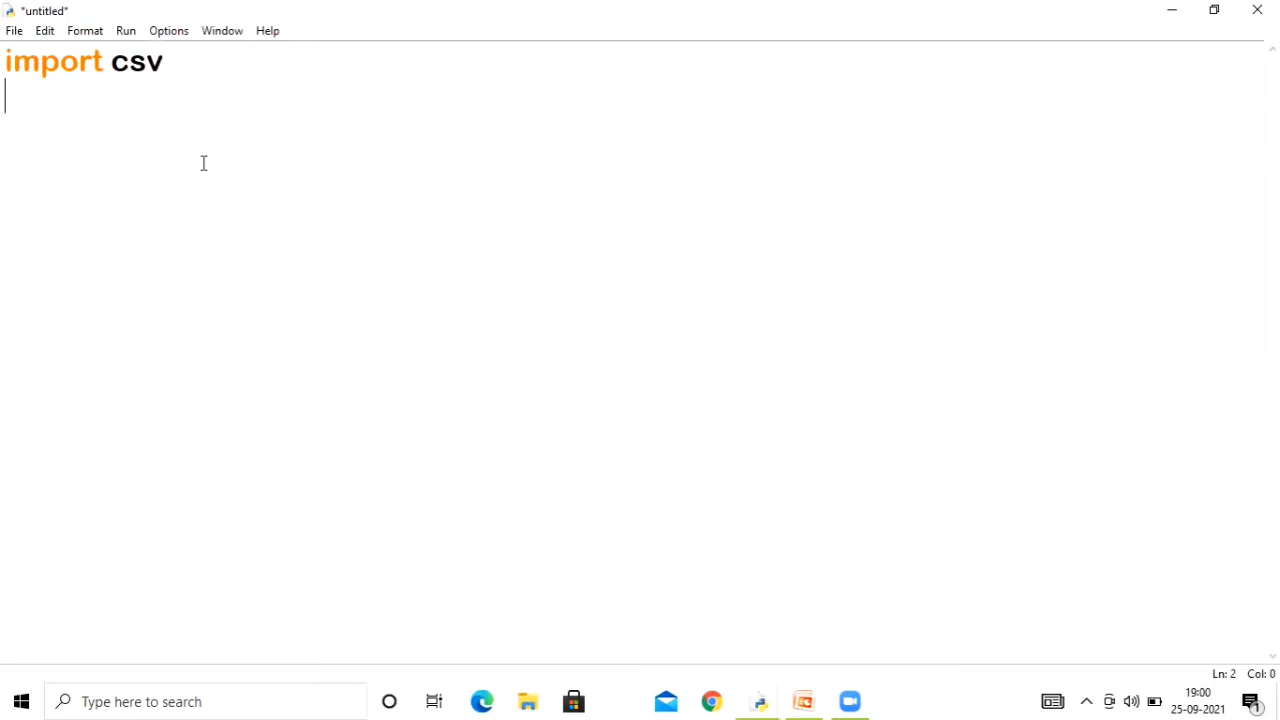 *untitled*
File Edit Format Run Options Window Help
import csv
Ln: 2 Col: 0
Type here to search
19:00
25-09-2021
1